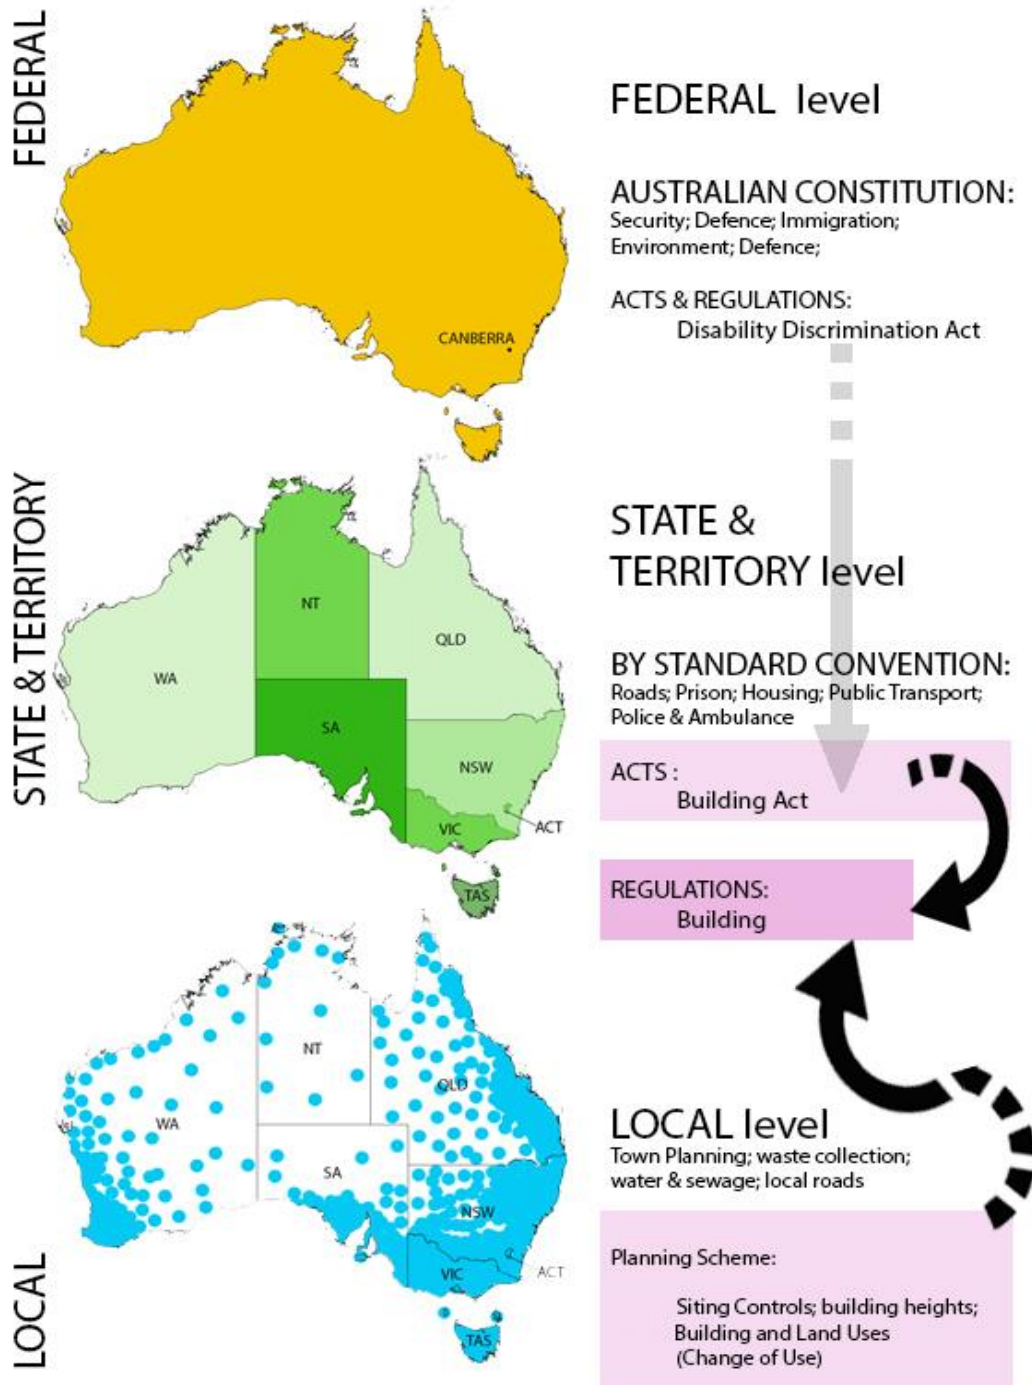 FEDERAL
CANBERRA
FEDERAL level
AUSTRALIAN CONSTITUTION:
Security; Defence; Immigration;
Environment; Defence;
ACTS & REGULATIONS:
Disability Discrimination Act
STATE & TERRITORY
WA
NT
QLD
SA
NSW
ACT
VIC
TAS
STATE &
TERRITORY level
BY STANDARD CONVENTION:
Roads; Prison; Housing; Public Transport;
Police & Ambulance
ACTS :
Building Act
REGULATIONS:
Building
LOCAL
WA
NT
QLD
SA
NSW
VIC
ACT
TAS
LOCAL level
Town Planning; waste collection;
water & sewage; local roads
Planning Scheme:
Siting Controls; building heights;
Building and Land Uses
(Change of Use)